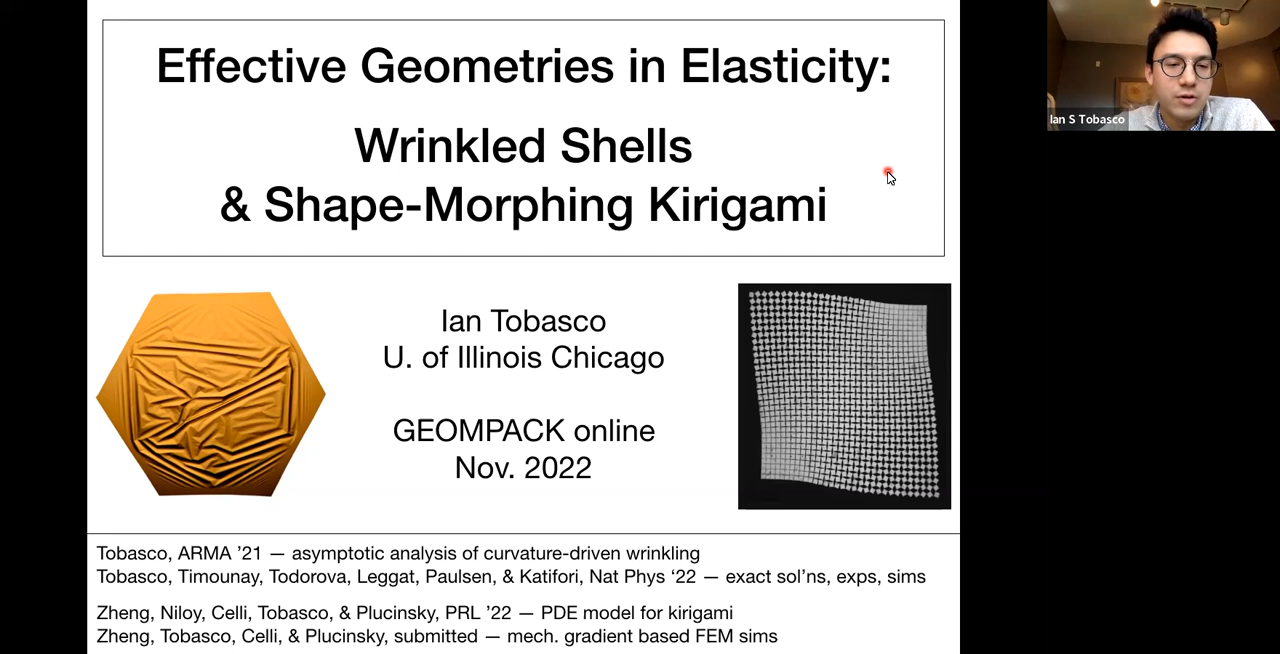 Effective Geometries in Elasticity:
Wrinkled Shells
& Shape-Morphing Kirigami
Ian S Tobasco
Ian Tobasco
U. of Illinois Chicago
GEOMPACK online
Nov. 2022
Tobasco, ARMA ’21 — asymptotic analysis of curvature-driven wrinkling
Tobasco, Timounay, Todorova, Leggat, Paulsen, & Katifori, Nat Phys ‘22 — exact sol’ns, exps, sims
Zheng, Niloy, Celli, Tobasco, & Plucinsky, PRL ’22 — PDE model for kirigami
Zheng, Tobasco, Celli, & Plucinsky, submitted — mech. gradient based FEM sims